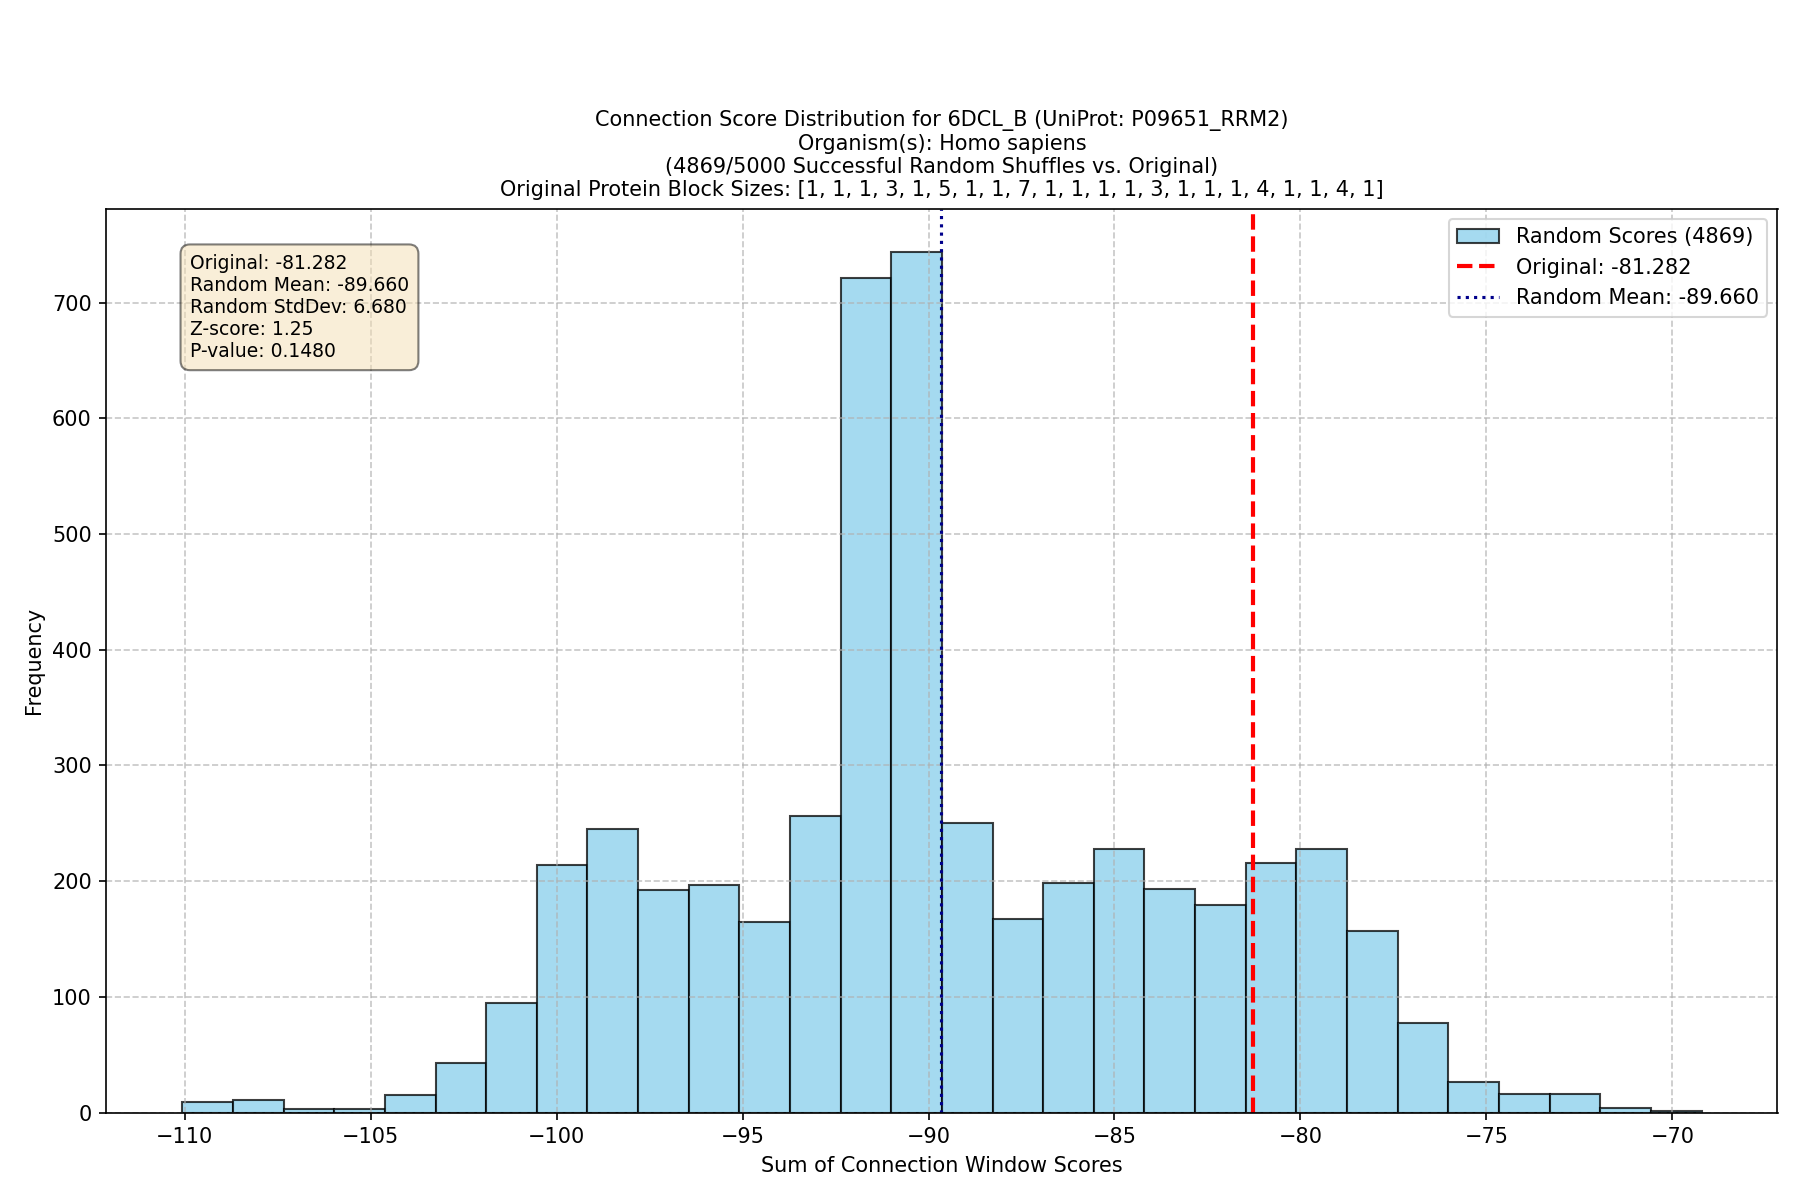 Connection Score Distribution for 6DCL_B (UniProt: P09651_RRM2)
Organism(s): Homo sapiens
(4869/5000 Successful Random Shuffles vs. Original)
Original Protein Block Sizes: [1, 1, 1, 3, 1, 5, 1, 1, 7, 1, 1, 1, 1, 3, 1, 1, 1, 4, 1, 1, 4, 1]
Original: -81.282
Random Mean: -89.660
Random StdDev: 6.680
Z-score: 1.25
P-value: 0.1480
Random Scores (4869)
Original: -81.282
Random Mean: -89.660
Frequency
700
600
500
400
300
200
100
0
−110
−105
−100
−95
−90
−85
−80
−75
−70
Sum of Connection Window Scores